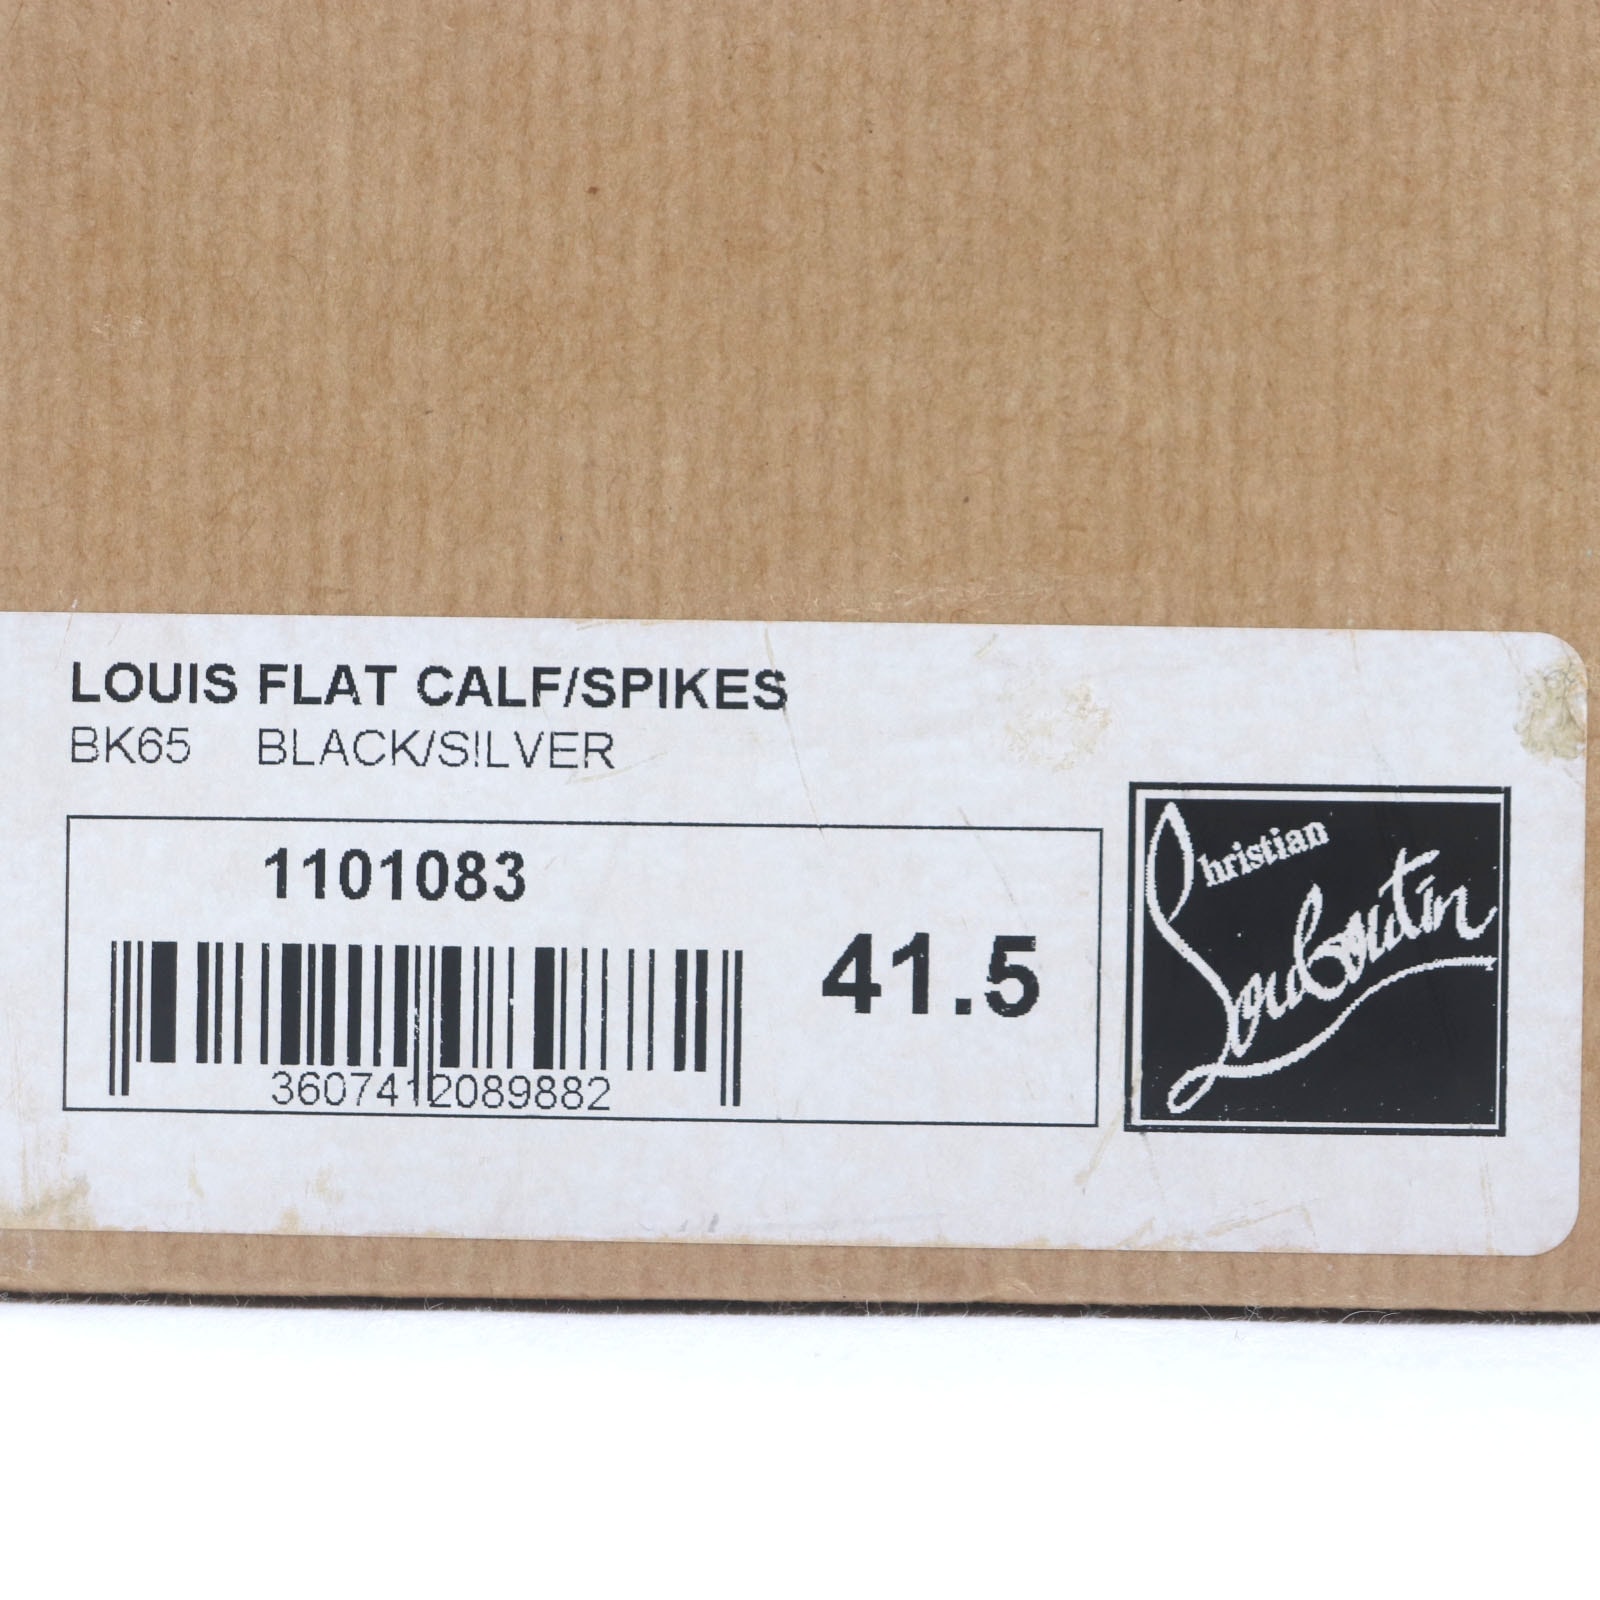 LOUIS FLAT CALF/SPIKES
BK65 BLACK/SILVER
1101083
41.5
3607412089882
Christian
Louboutin